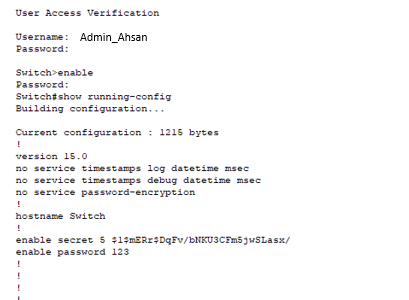 User Access Verification
Username: Admin_Ahsan
Password:
Switch>enable
Password:
Switch#show running-config
Building configuration...
Current configuration : 1215 bytes
!
version 15.0
no service timestamps log datetime msec
no service timestamps debug datetime msec
no service password-encryption
!
hostname Switch
!
enable secret 5 $1$mERr$DqFv/bNKU3CFm5jwSLasx/
enable password 123
!
!
!
!